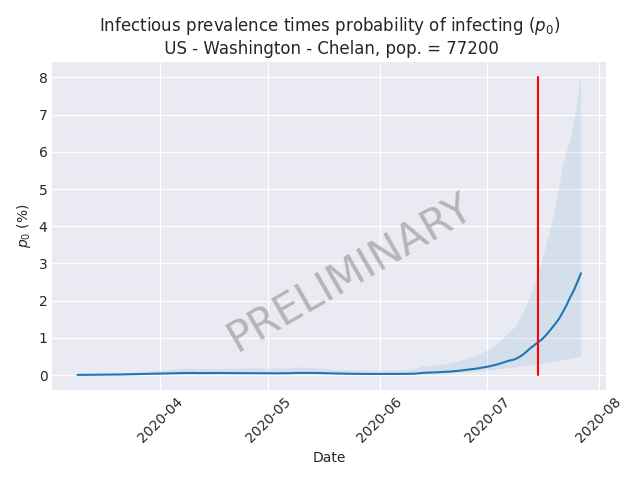 Infectious prevalence times probability of infecting (p₀)
US - Washington - Chelan, pop. = 77200
8
7
6
5
4
3
2
1
0
p₀ (%)
PRELIMINARY
2020-04
2020-05
2020-06
2020-07
2020-08
Date